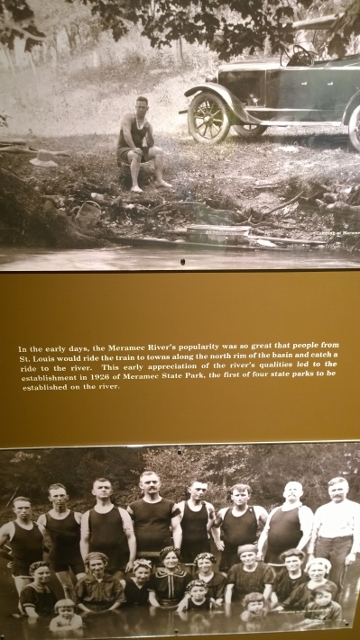 In the early days, the Meramec River's popularity was so great that people from
St. Louis would ride the train to towns along the north rim of the basin and catch a
ride to the river. This early appreciation of the river's qualities led to the
establishment in 1926 of Meramec State Park, the first of four state parks to be
established on the river.